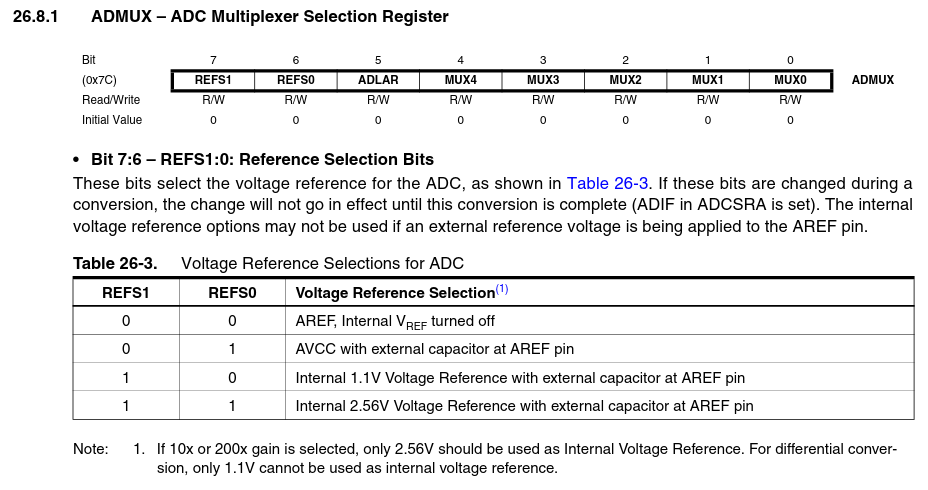 26.8.1 ADMUX – ADC Multiplexer Selection Register
Bit 7 6 5 4 3 2 1 0
(0x7C) REFS1 REFS0 ADLAR MUX4 MUX3 MUX2 MUX1 MUX0 ADMUX
Read/Write R/W R/W R/W R/W R/W R/W R/W R/W
Initial Value 0 0 0 0 0 0 0 0
• Bit 7:6 – REFS1:0: Reference Selection Bits
These bits select the voltage reference for the ADC, as shown in Table 26-3. If these bits are changed during a
conversion, the change will not go in effect until this conversion is complete (ADIF in ADCSRA is set). The internal
voltage reference options may not be used if an external reference voltage is being applied to the AREF pin.
Table 26-3. Voltage Reference Selections for ADC
REFS1 REFS0 Voltage Reference Selection(1)
0 0 AREF, Internal VREF turned off
0 1 AVCC with external capacitor at AREF pin
1 0 Internal 1.1V Voltage Reference with external capacitor at AREF pin
1 1 Internal 2.56V Voltage Reference with external capacitor at AREF pin
Note: 1. If 10x or 200x gain is selected, only 2.56V should be used as Internal Voltage Reference. For differential conver-
sion, only 1.1V cannot be used as internal voltage reference.